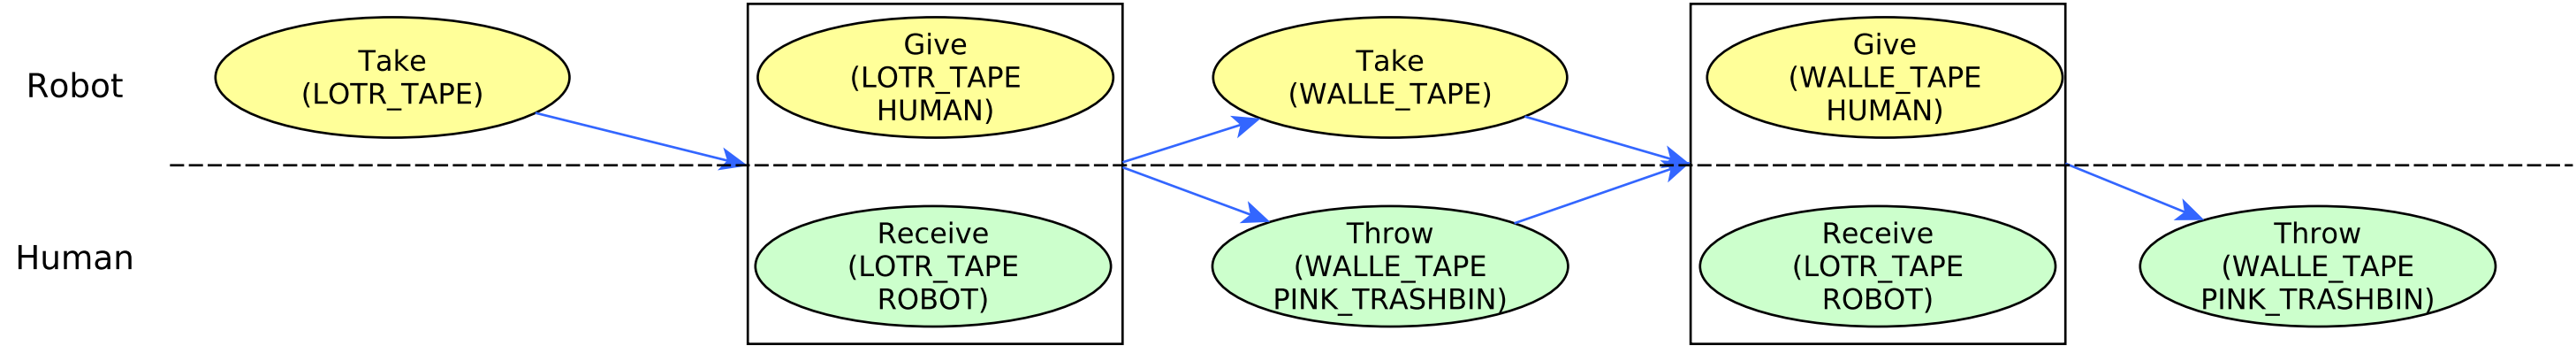 Robot
Take
(LOTR_TAPE)
Give
(LOTR_TAPE
HUMAN)
Take
(WALLE_TAPE)
Give
(WALLE_TAPE
HUMAN)
Human
Receive
(LOTR_TAPE
ROBOT)
Throw
(WALLE_TAPE
PINK_TRASHBIN)
Receive
(LOTR_TAPE
ROBOT)
Throw
(WALLE_TAPE
PINK_TRASHBIN)